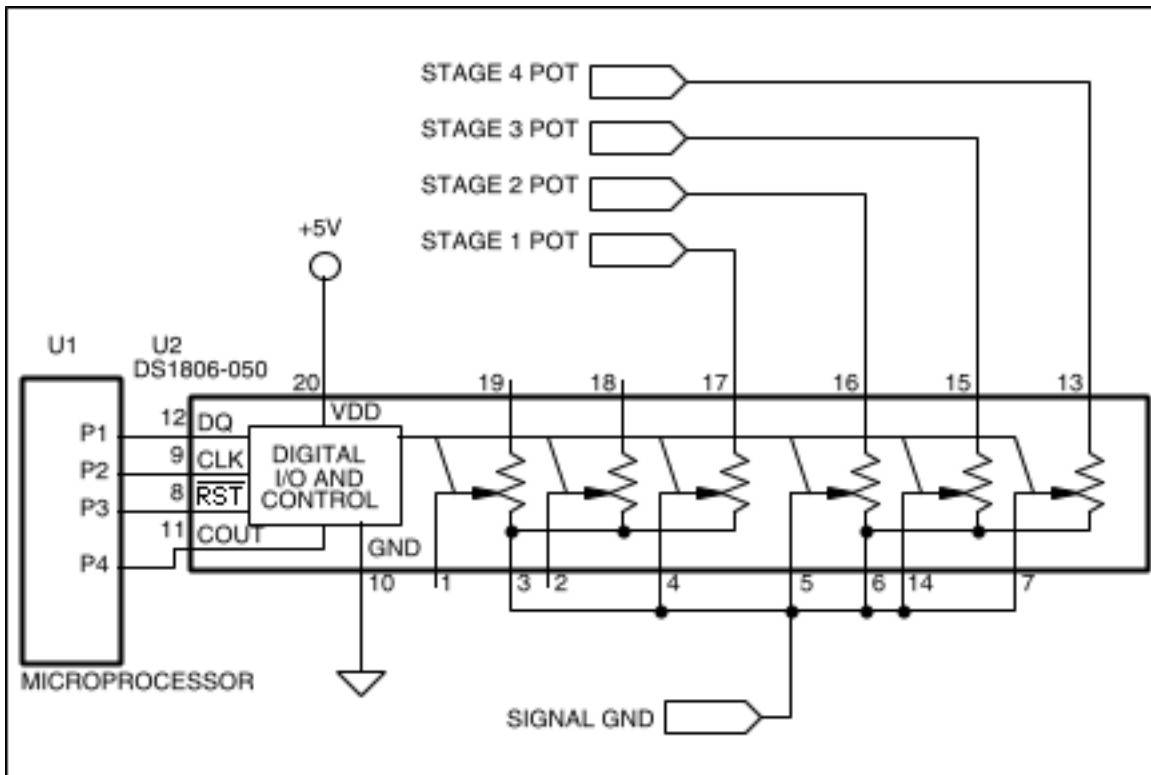 STAGE 4 POT
STAGE 3 POT
STAGE 2 POT
STAGE 1 POT
+5V
U1
U2
DS1806-050
20
19
18
17
16
15
13
P1
12
DQ
VDD
P2
9
CLK
DIGITAL
I/O AND
CONTROL
P3
8
RST
11
COUT
P4
GND
10
1
3
2
4
5
6
14
7
MICROPROCESSOR
SIGNAL GND